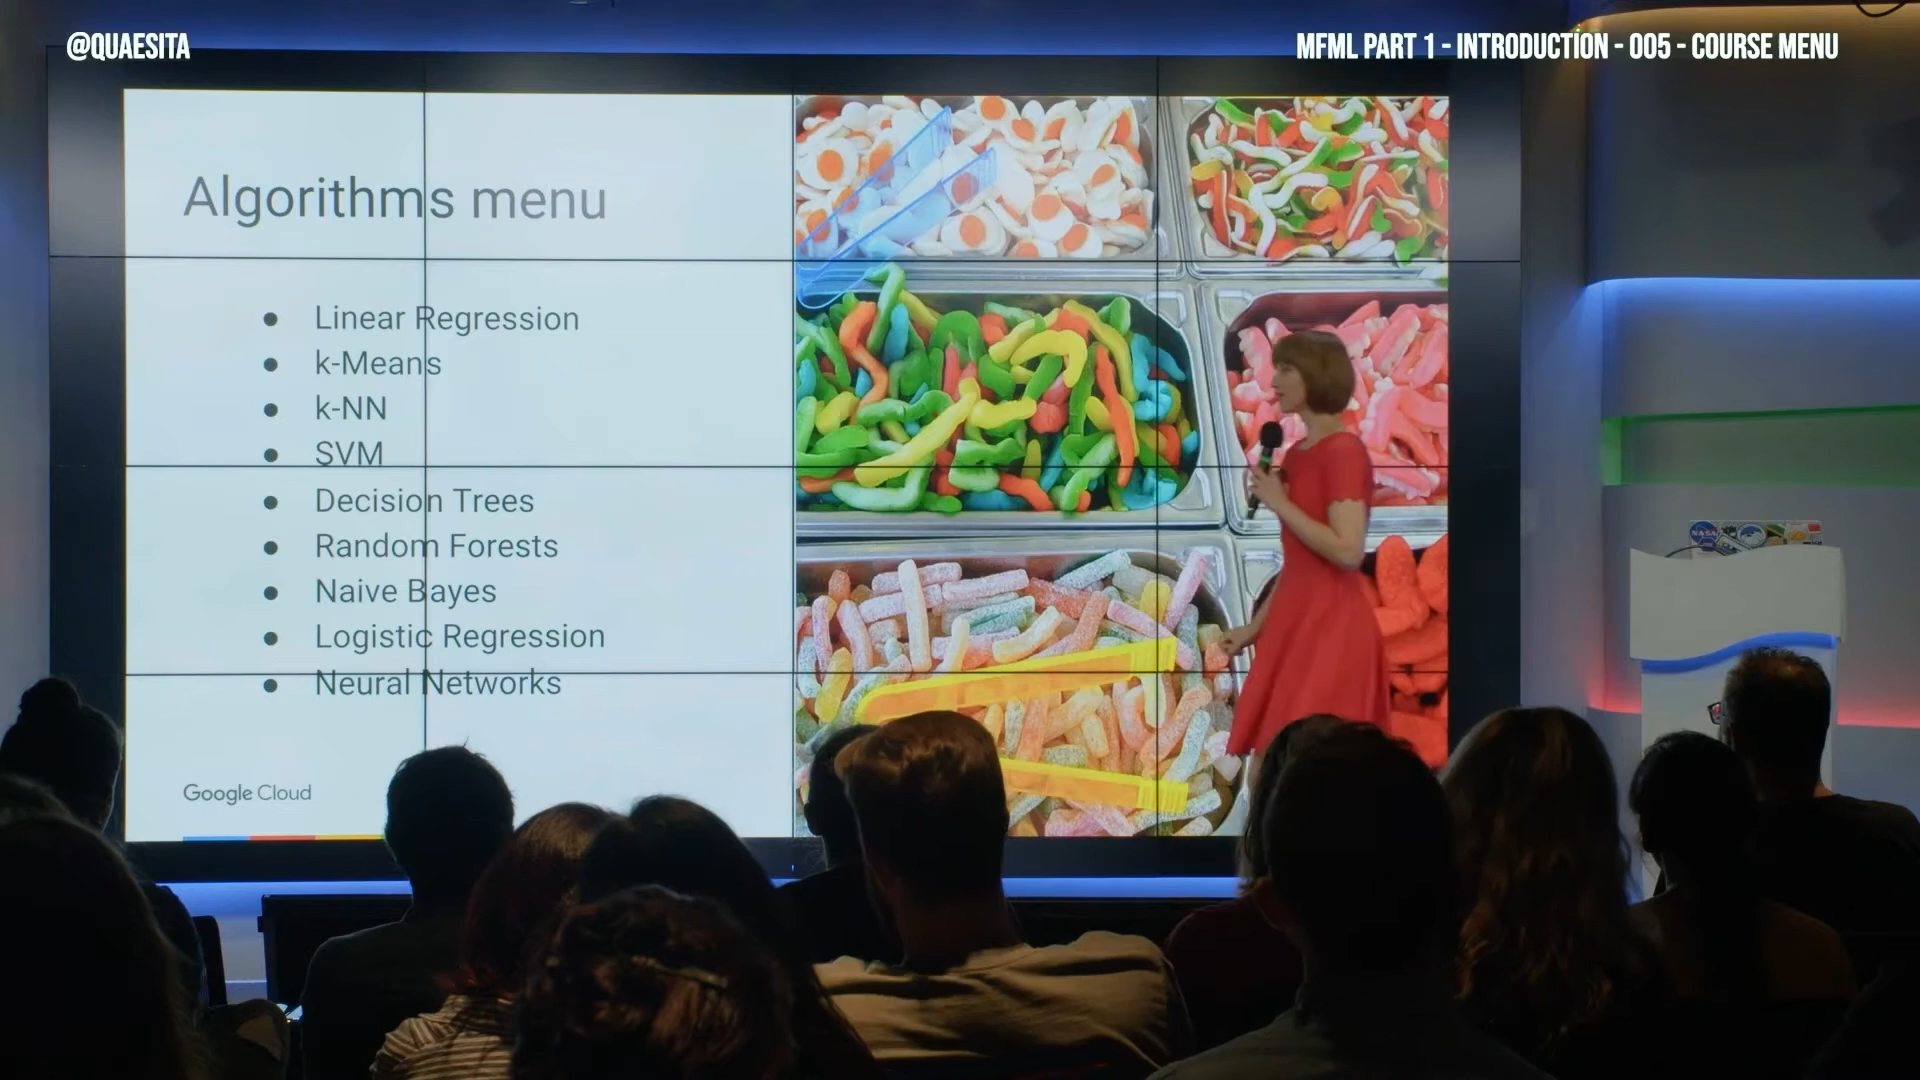 @QUAESITA
MFML PART 1 - INTRODUCTION - 005 - COURSE MENU
Algorithms menu
● Linear Regression
● k-Means
● k-NN
● SVM
● Decision Trees
● Random Forests
● Naive Bayes
● Logistic Regression
● Neural Networks
Google Cloud
NASA